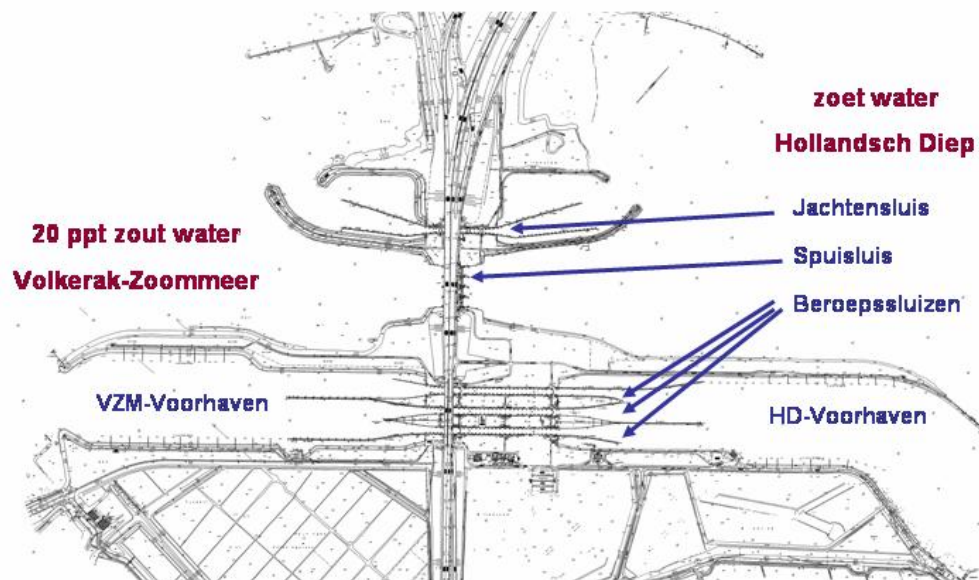 zoet water
Hollandsch Diep
Jachtensluis
20 ppt zout water
Spuisluis
Volkerak-Zoommeer
Beroepssluizen
VZM-Voorhaven
HD-Voorhaven